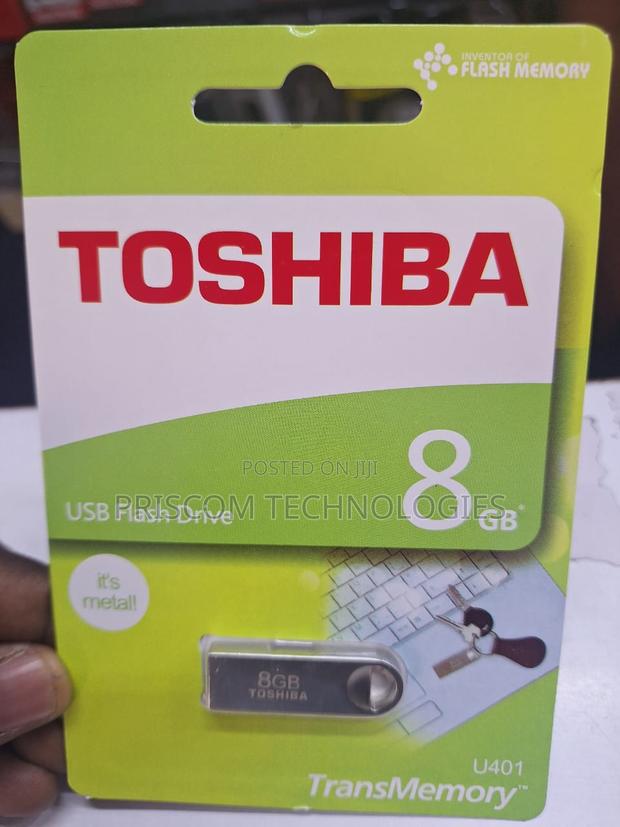 INVENTOR OF
FLASH MEMORY
TOSHIBA
8 GB*
POSTED ON JIJI
PRISCOM TECHNOLOGIES
USB Flash Drive
it's
metal!
8GB
TOSHIBA
U401
TransMemory™